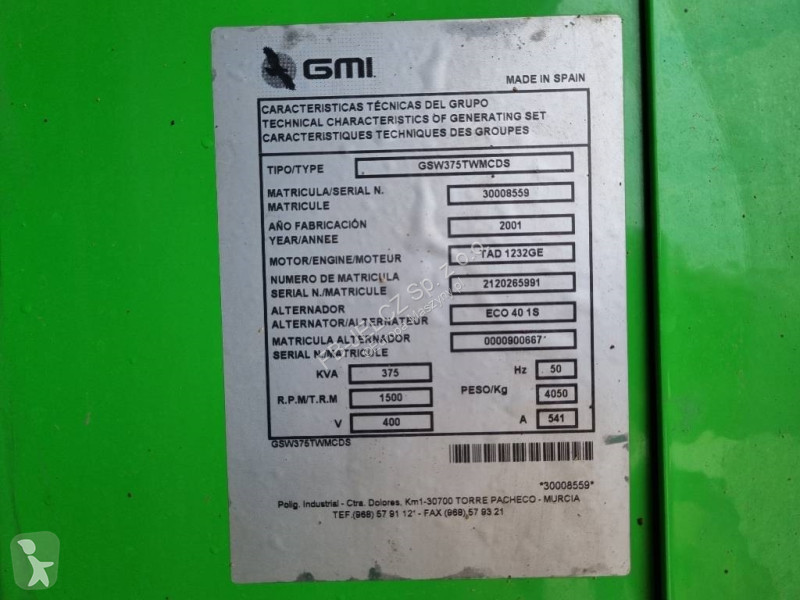 GMI
MADE IN SPAIN
CARACTERISTICAS TÉCNICAS DEL GRUPO
TECHNICAL CHARACTERISTICS OF GENERATING SET
CARACTERISTIQUES TECHNIQUES DES GROUPES
TIPO/TYPE GSW375TWMCDS
MATRICULA/SERIAL N. 30008559
MATRICULE
AÑO FABRICACIÓN 2001
YEAR/ANNEE
MOTOR/ENGINE/MOTEUR TAD 1232GE
NUMERO DE MATRICULA 2120265991
SERIAL N./MATRICULE
ALTERNADOR ECO 40 1S
ALTERNATOR/ALTERNATEUR
MATRICULA ALTERNADOR 0000900667
SERIAL N./MATRICULE
KVA 375 Hz 50
R.P.M/T.R.M 1500 PESO/Kg 4050
V 400 A 541
GSW375TWMCDS
*30008559*
Polig. Industrial - Ctra. Dolores, Km1-30700 TORRE PACHECO - MURCIA
TEF.(968) 57 91 12 - FAX (968) 57 93 21